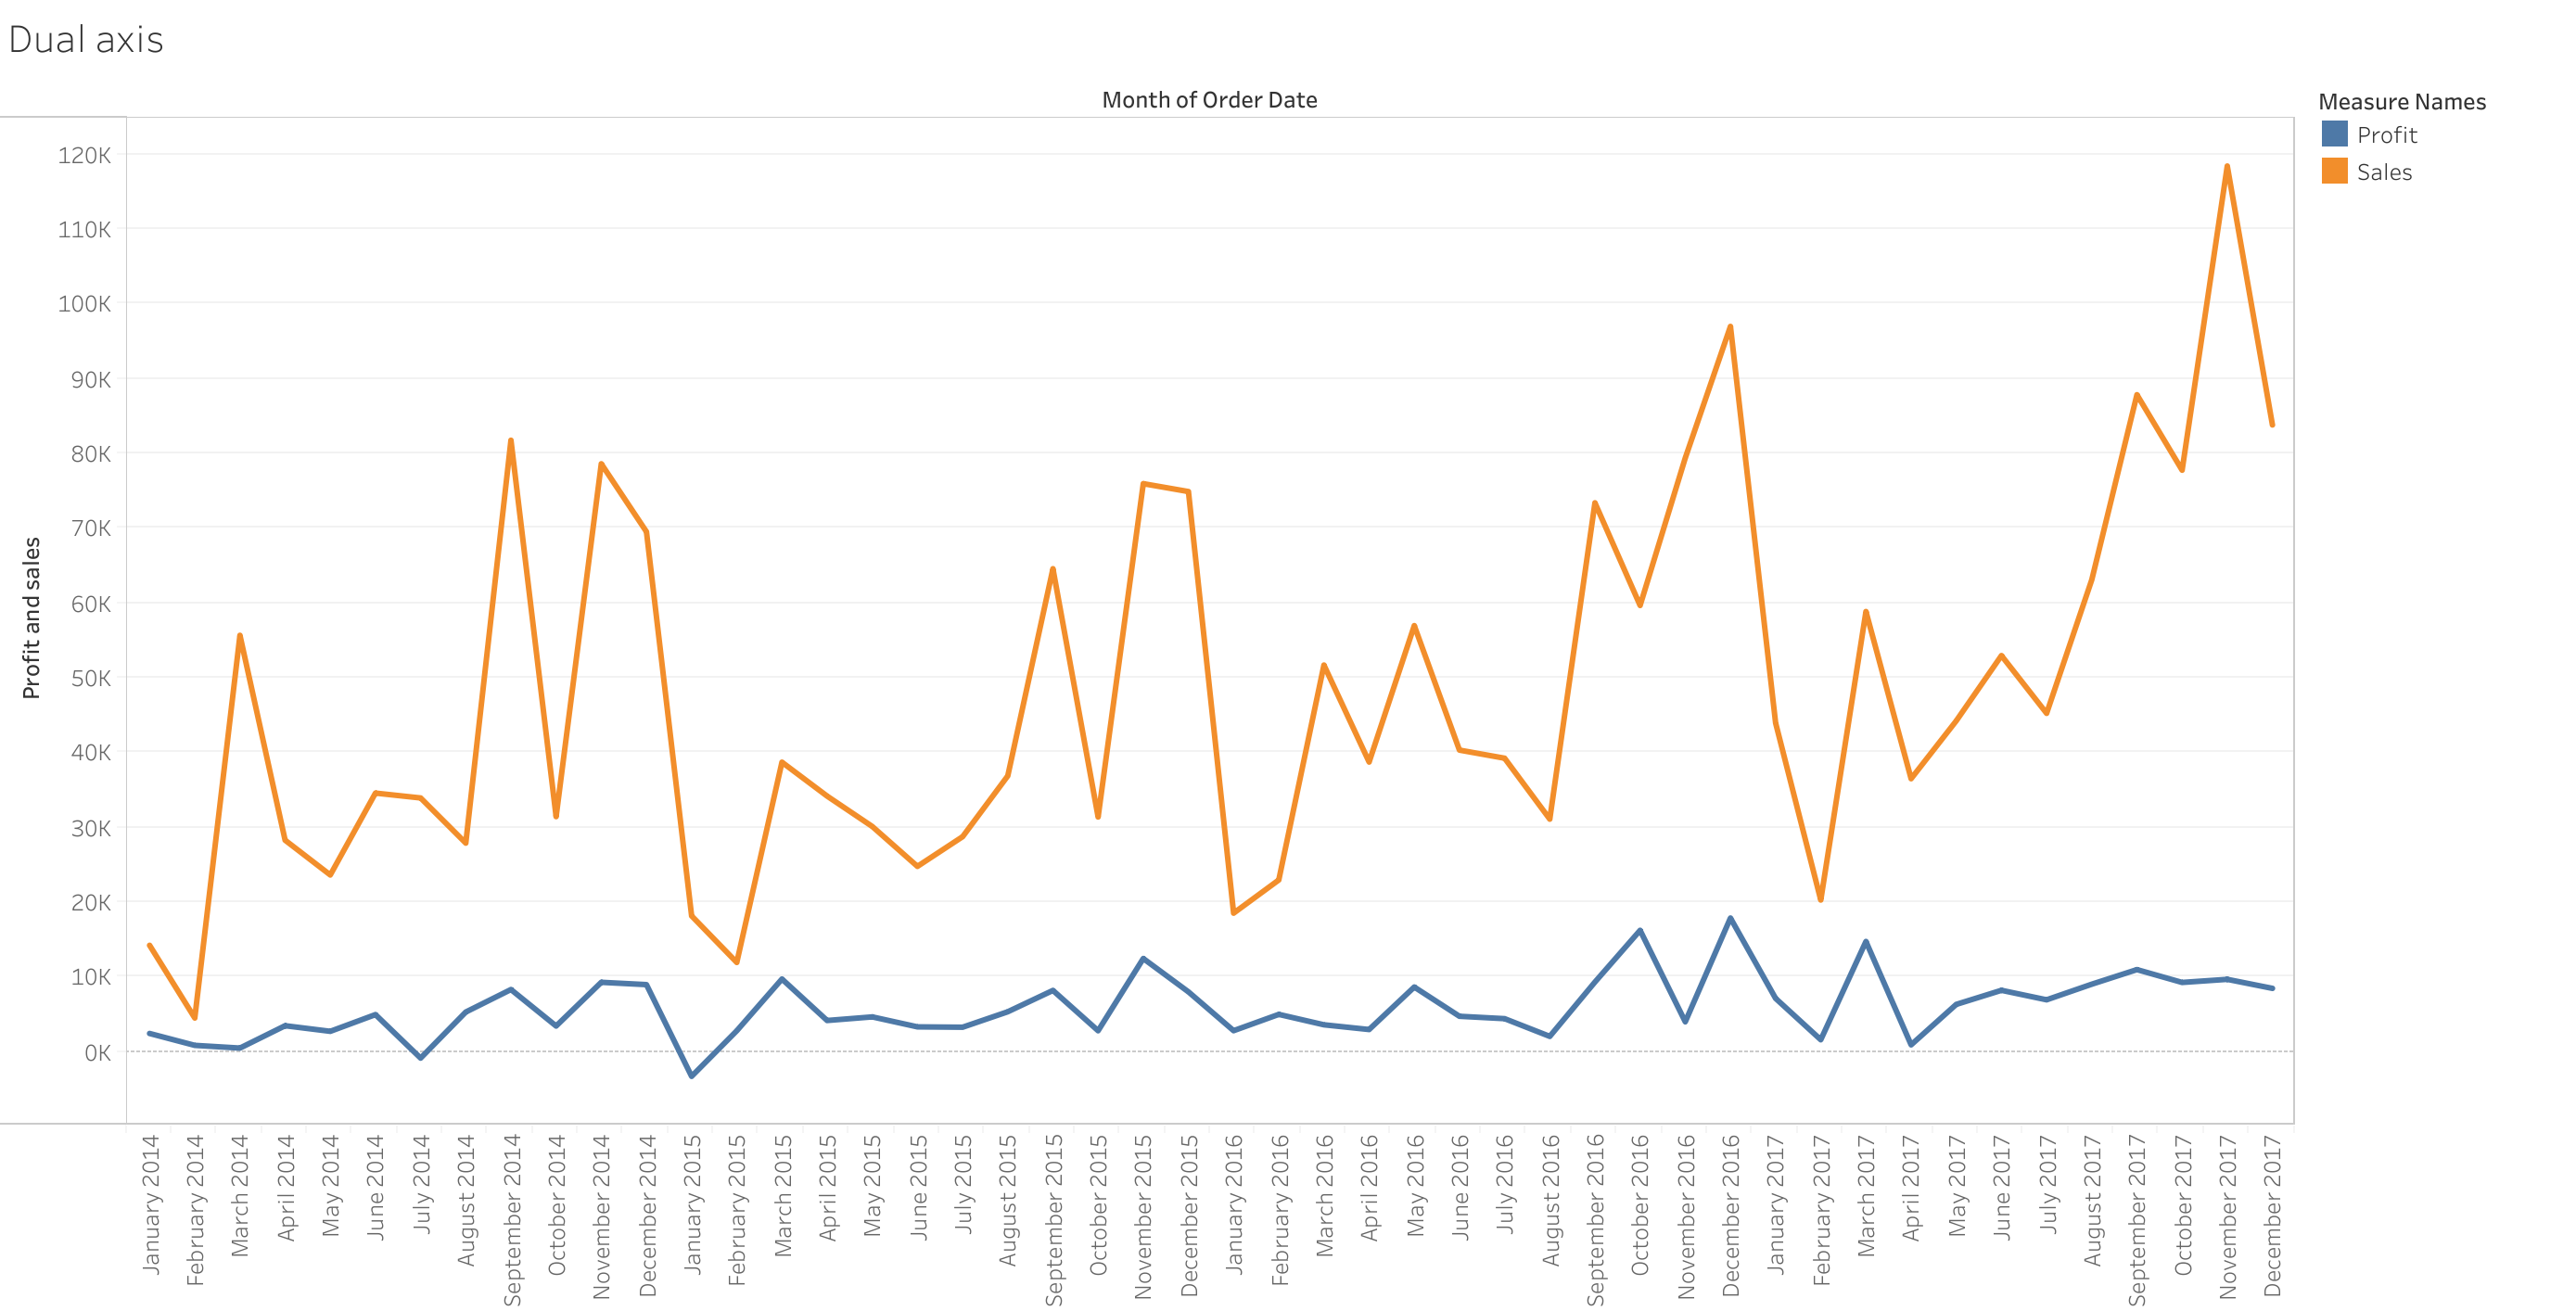 Dual axis
Month of Order Date
Measure Names
Profit
Sales
120K
110K
100K
90K
80K
70K
60K
50K
40K
30K
20K
10K
0K
Profit and sales
January 2014
February 2014
March 2014
April 2014
May 2014
June 2014
July 2014
August 2014
September 2014
October 2014
November 2014
December 2014
January 2015
February 2015
March 2015
April 2015
May 2015
June 2015
July 2015
August 2015
September 2015
October 2015
November 2015
December 2015
January 2016
February 2016
March 2016
April 2016
May 2016
June 2016
July 2016
August 2016
September 2016
October 2016
November 2016
December 2016
January 2017
February 2017
March 2017
April 2017
May 2017
June 2017
July 2017
August 2017
September 2017
October 2017
November 2017
December 2017